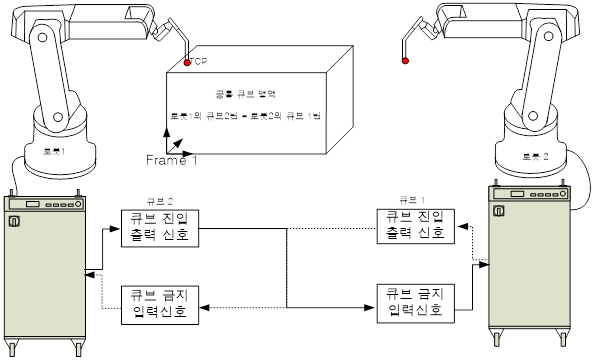 TCP
공통 큐브 영역
로봇1의 큐브2번 = 로봇2의 큐브 1번
Frame 1
로봇1
로봇 2
큐브 2
큐브 진입
출력 신호
큐브 1
큐브 진입
출력 신호
큐브 금지
입력신호
큐브 금지
입력신호